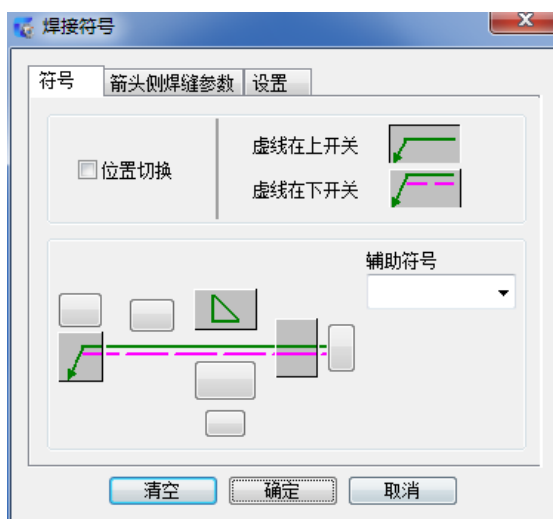 焊接符号
符号 箭头侧焊缝参数 设置
位置切换
虚线在上开关
虚线在下开关
辅助符号
清空 确定 取消